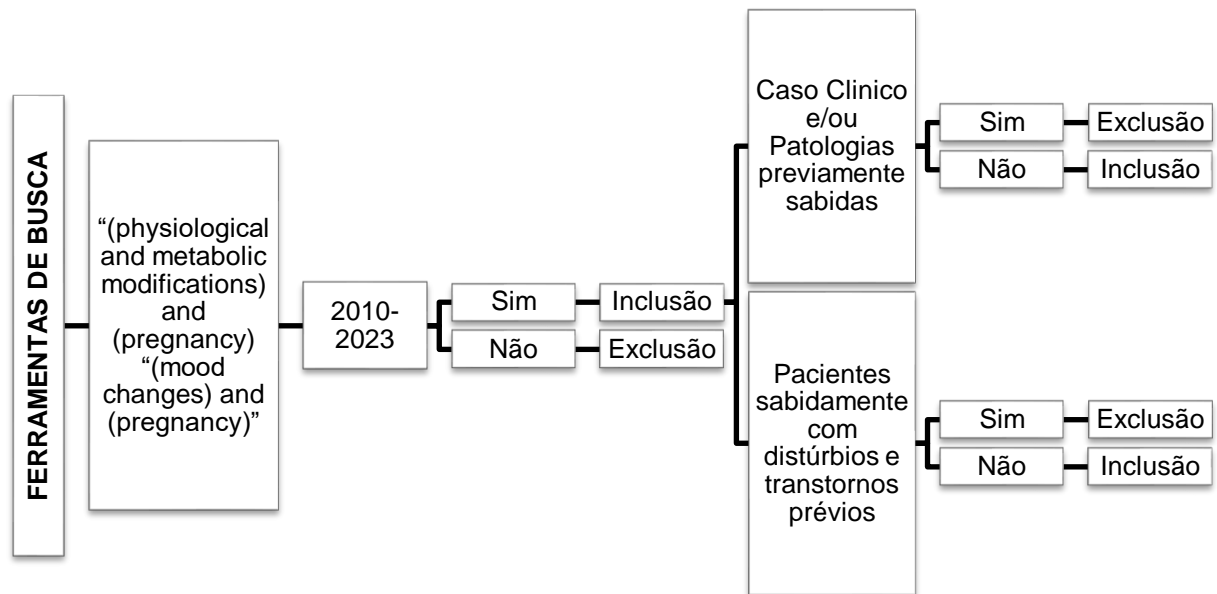 FERRAMENTAS DE BUSCA
“(physiological
and metabolic
modifications)
and
(pregnancy)
“(mood
changes) and
(pregnancy)”
2010-
2023
Sim
Inclusão
Não
Exclusão
Caso Clinico
e/ou
Patologias
previamente
sabidas
Sim
Exclusão
Não
Inclusão
Pacientes
sabidamente
com
distúrbios e
transtornos
prévios
Sim
Exclusão
Não
Inclusão